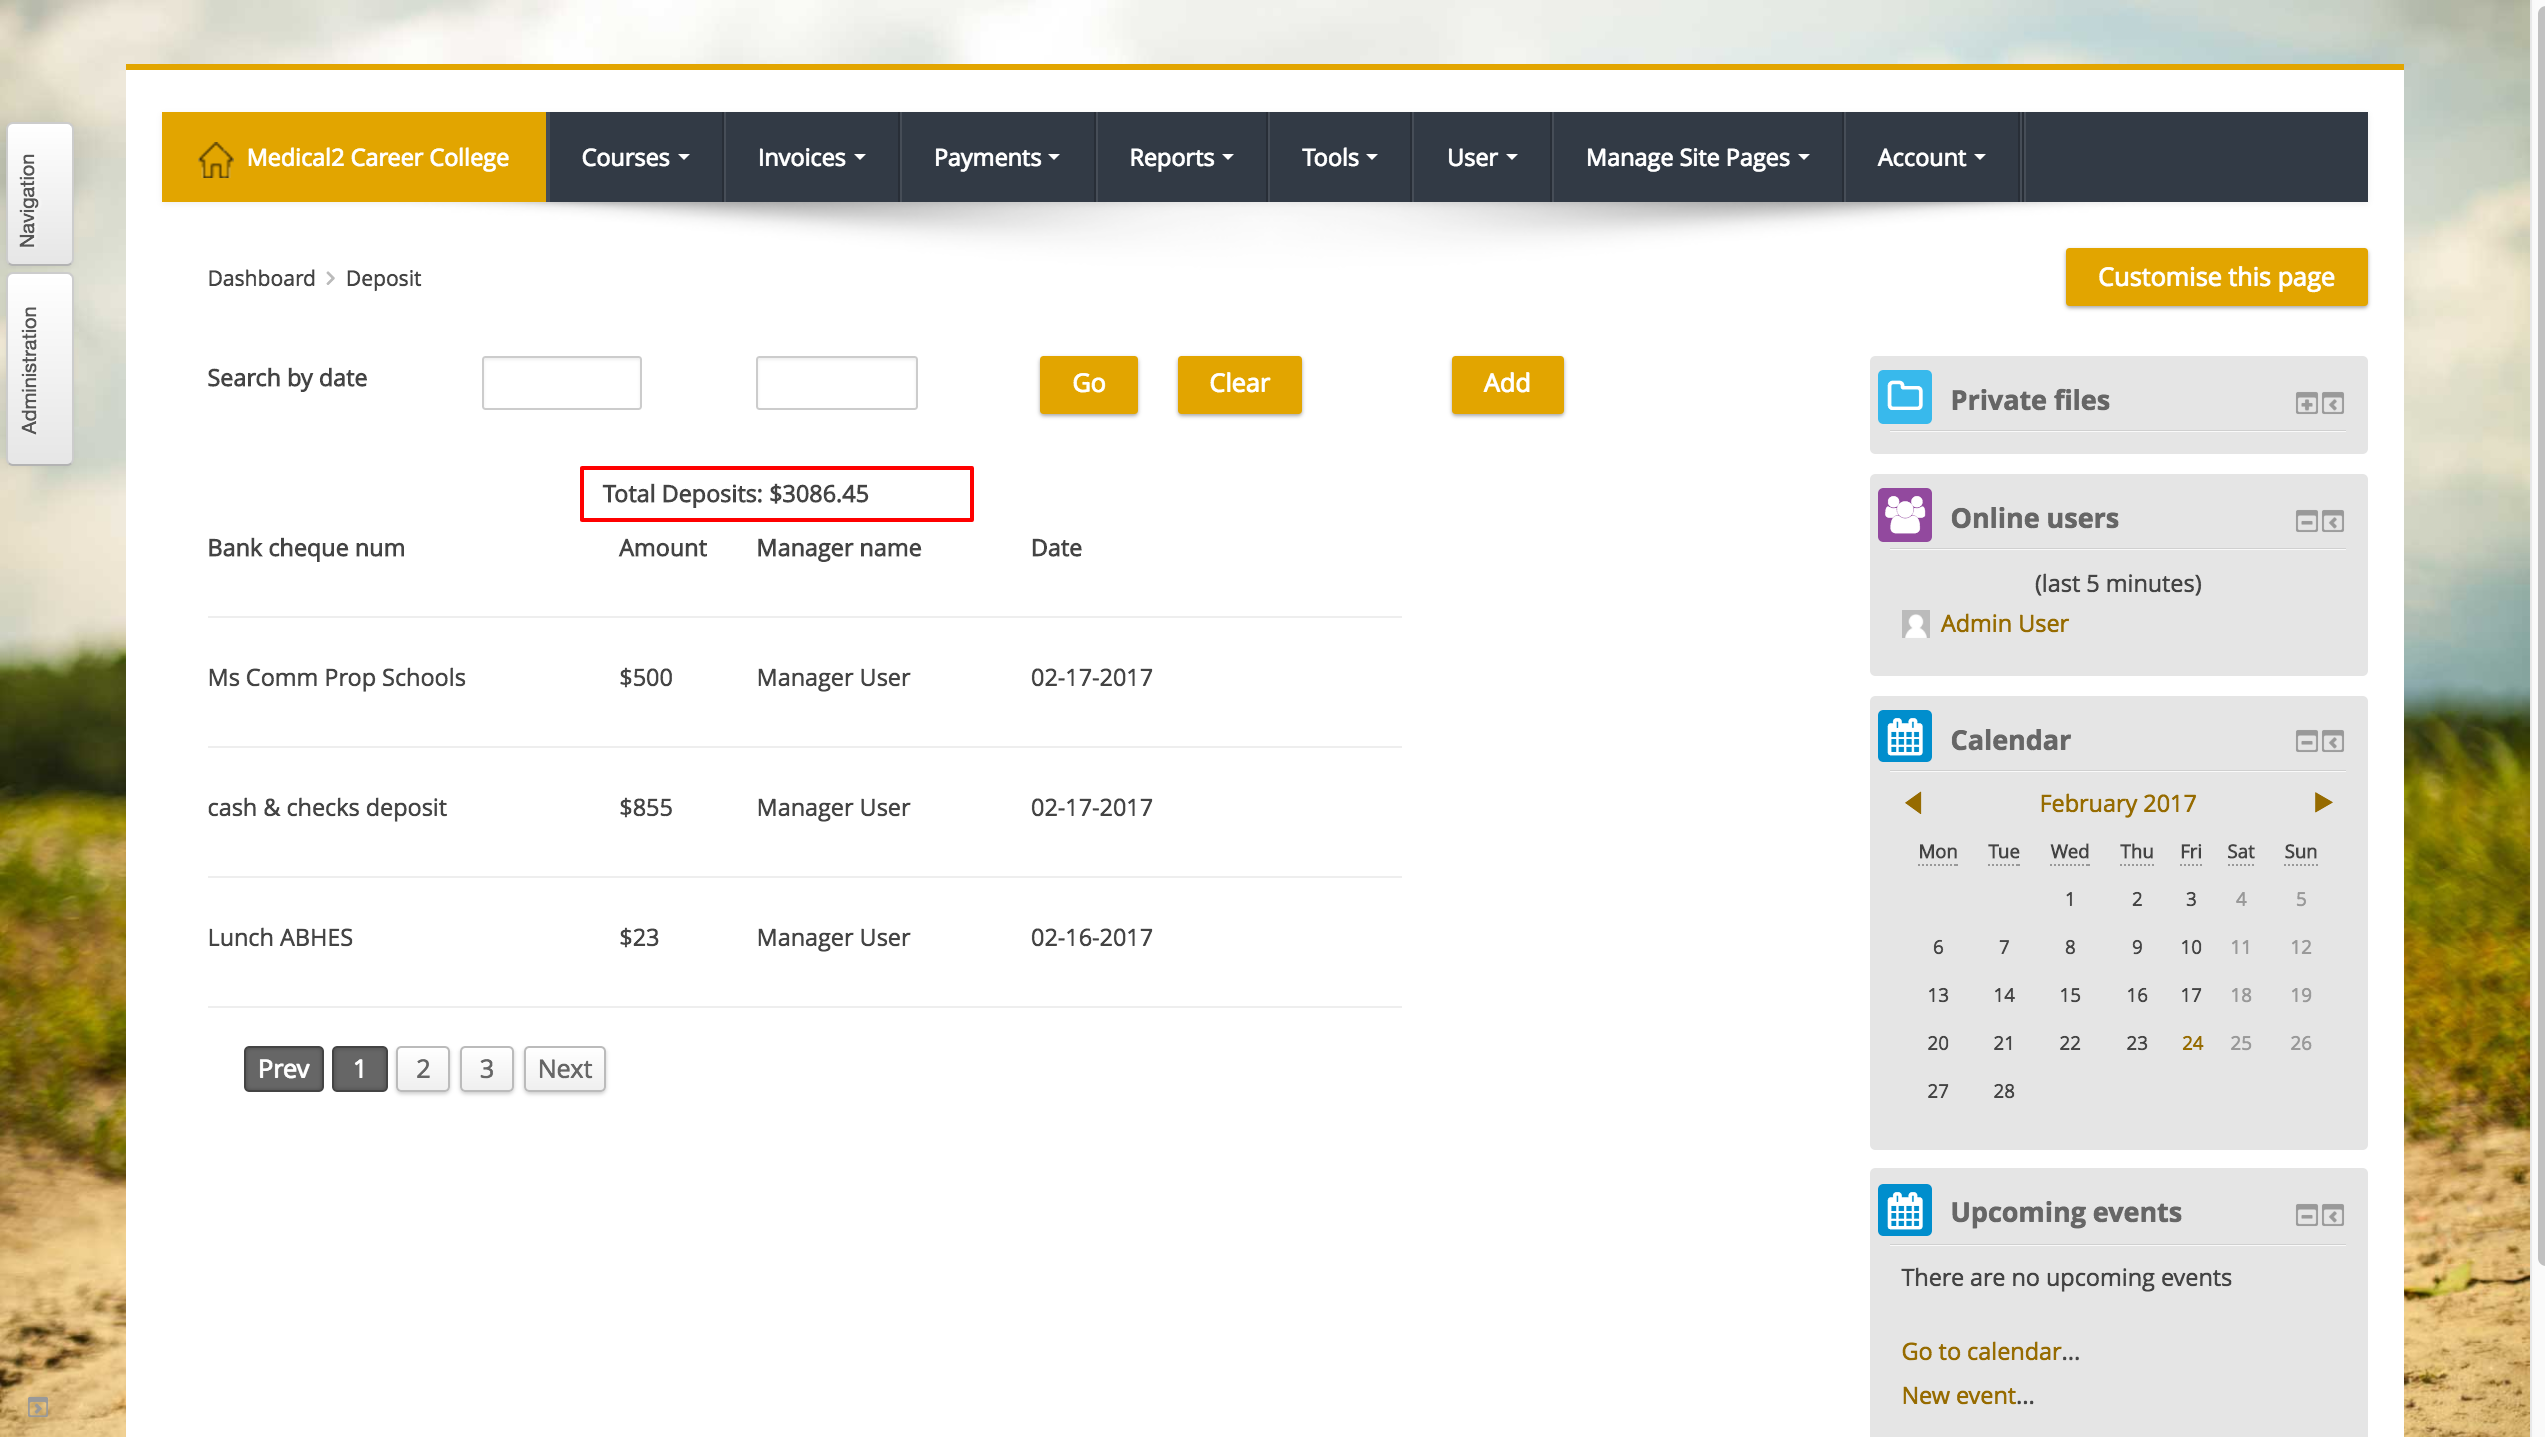 Navigation
Administration
Medical2 Career College
Courses
Invoices
Payments
Reports
Tools
User
Manage Site Pages
Account
Dashboard
Deposit
Customise this page
Search by date
Go
Clear
Add
Total Deposits: $3086.45
Bank cheque num Amount Manager name Date
Ms Comm Prop Schools $500 Manager User 02-17-2017
cash & checks deposit $855 Manager User 02-17-2017
Lunch ABHES $23 Manager User 02-16-2017
Prev 1 2 3 Next
Private files
Online users
(last 5 minutes)
Admin User
Calendar
February 2017
Mon Tue Wed Thu Fri Sat Sun
1 2 3 4 5
6 7 8 9 10 11 12
13 14 15 16 17 18 19
20 21 22 23 24 25 26
27 28
Upcoming events
There are no upcoming events
Go to calendar...
New event...